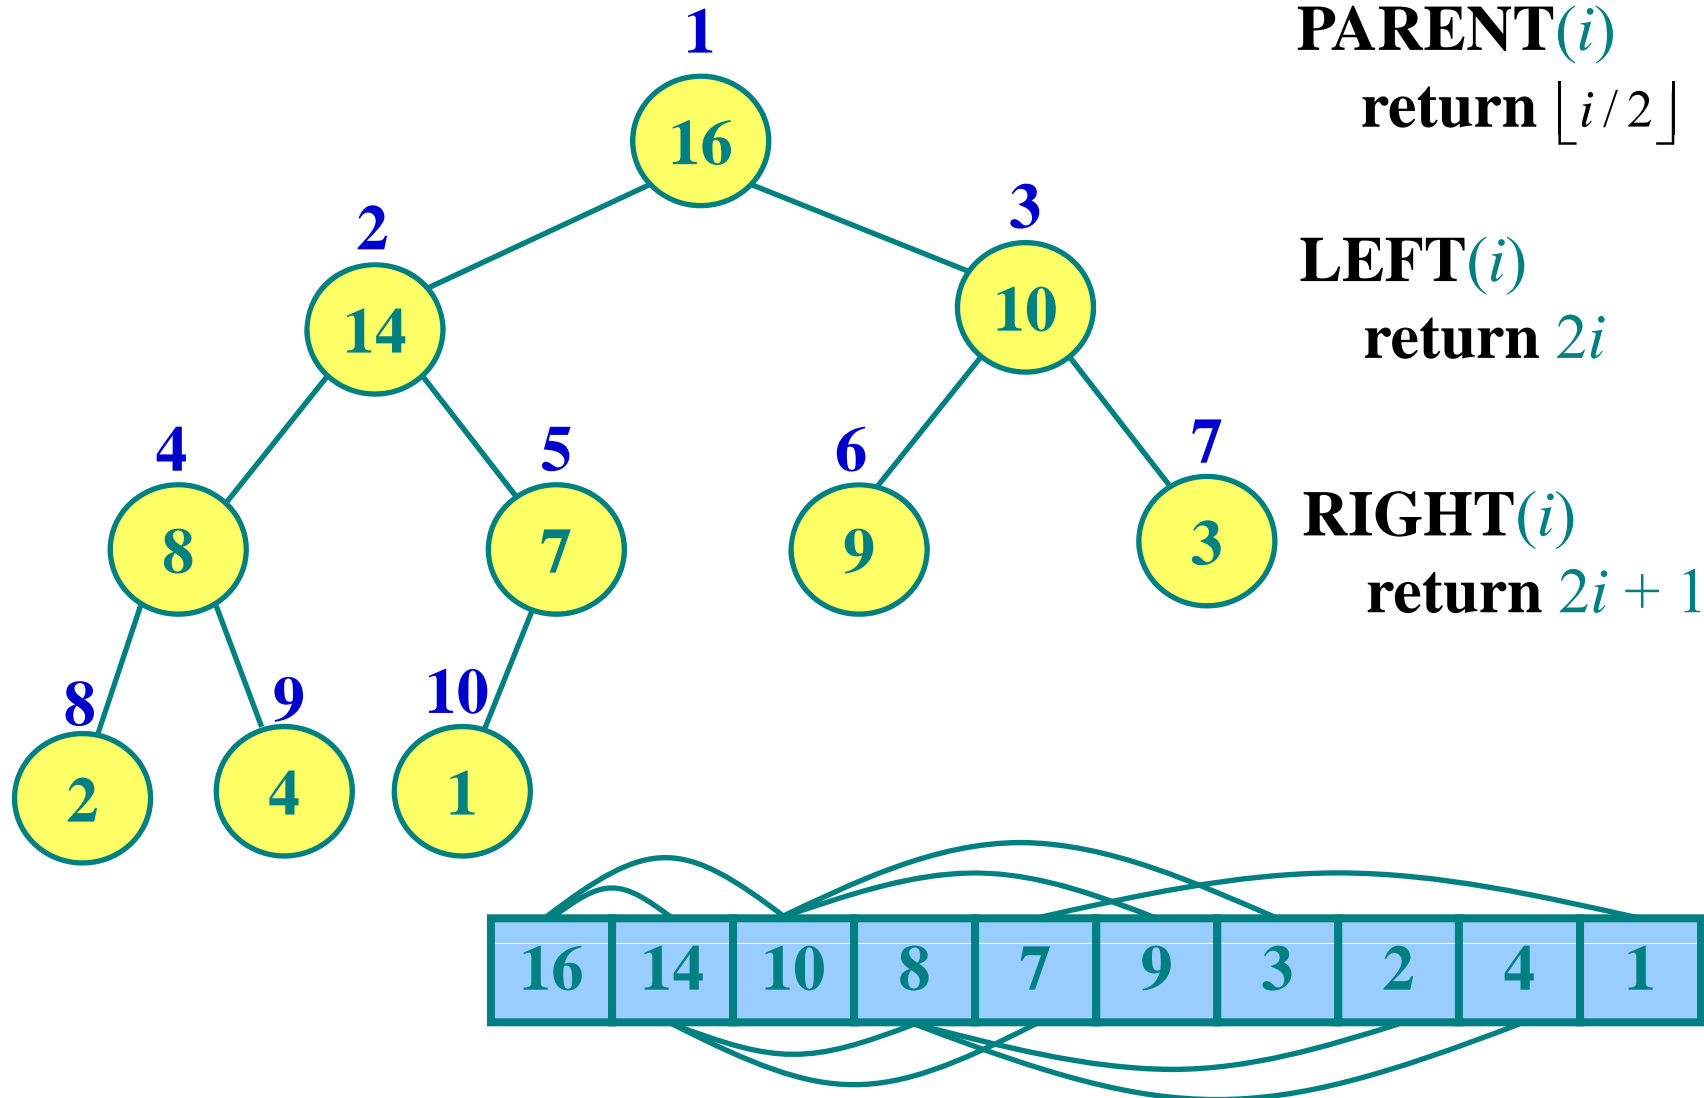 1
16
2
3
14
10
4
5
6
7
8
7
9
3
8
9
10
2
4
1
PARENT(i)
return ⌊i/2⌋
LEFT(i)
return 2i
RIGHT(i)
return 2i + 1
16 14 10 8 7 9 3 2 4 1